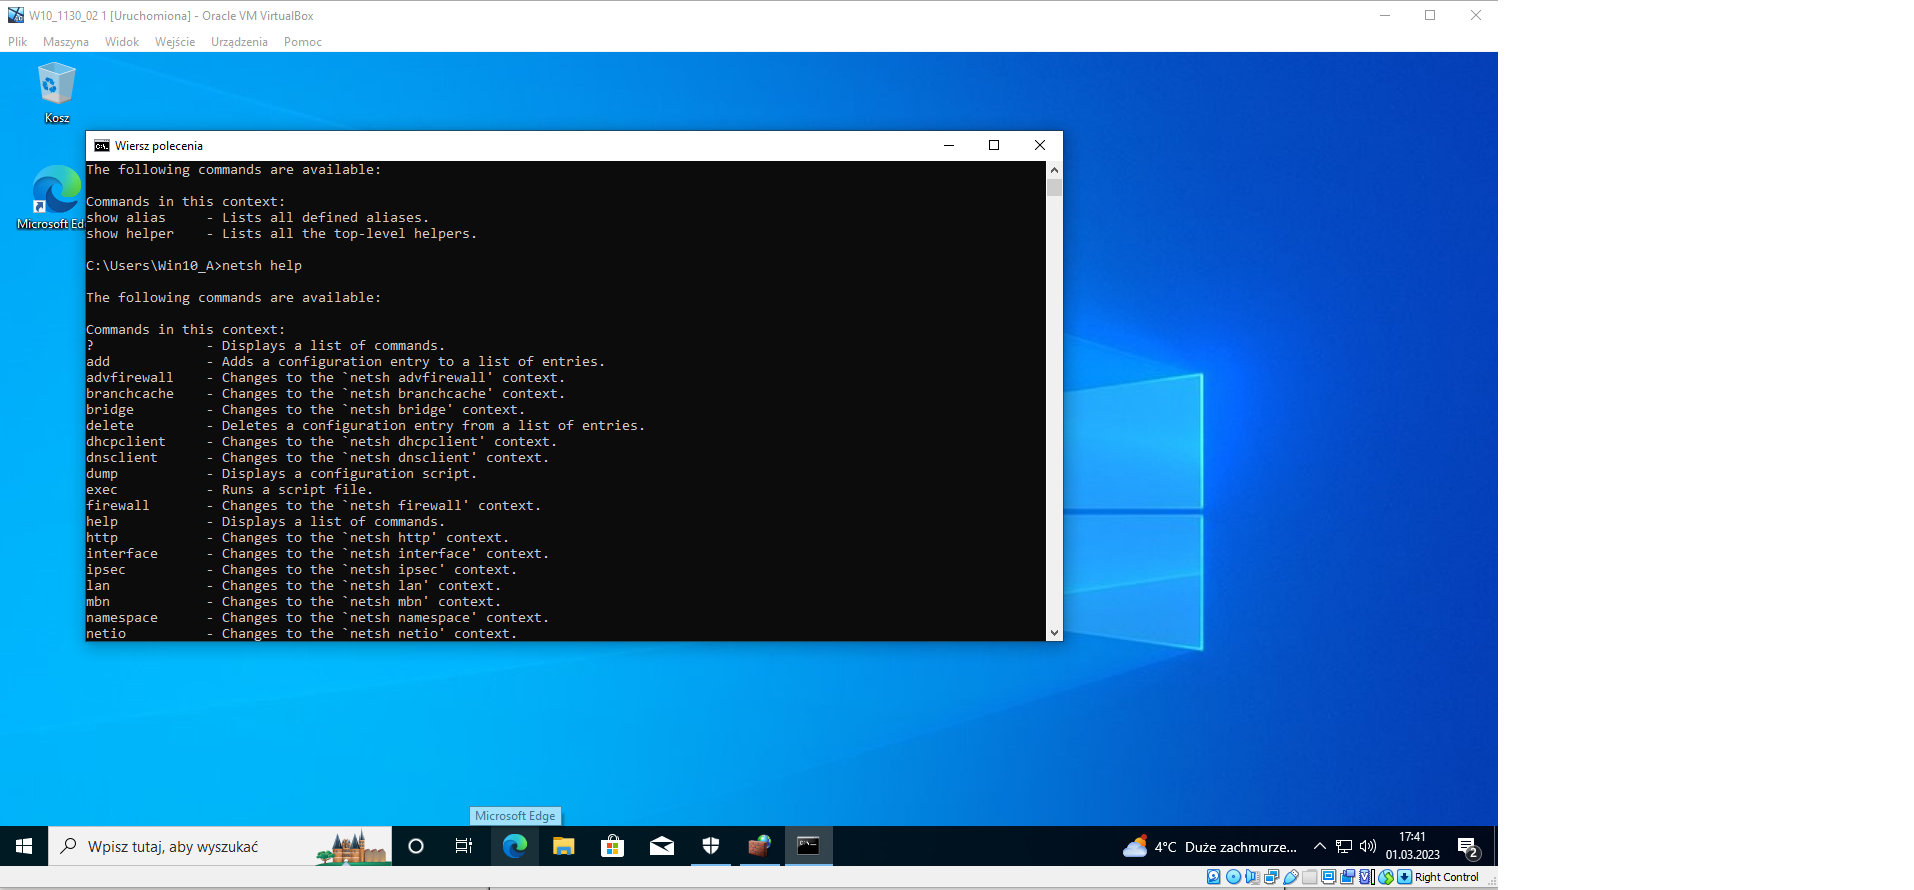 W10_1130_02 1 [Uruchomiona] - Oracle VM VirtualBox
Plik Maszyna Widok Wejście Urządzenia Pomoc
Kosz
Microsoft Ed
Wiersz polecenia
The following commands are available:
Commands in this context:
show alias - Lists all defined aliases.
show helper - Lists all the top-level helpers.
C:\Users\Win10_A>netsh help
The following commands are available:
Commands in this context:
? - Displays a list of commands.
add - Adds a configuration entry to a list of entries.
advfirewall - Changes to the `netsh advfirewall' context.
branchcache - Changes to the `netsh branchcache' context.
bridge - Changes to the `netsh bridge' context.
delete - Deletes a configuration entry from a list of entries.
dhcpclient - Changes to the `netsh dhcpclient' context.
dnsclient - Changes to the `netsh dnsclient' context.
dump - Displays a configuration script.
exec - Runs a script file.
firewall - Changes to the `netsh firewall' context.
help - Displays a list of commands.
http - Changes to the `netsh http' context.
interface - Changes to the `netsh interface' context.
ipsec - Changes to the `netsh ipsec' context.
lan - Changes to the `netsh lan' context.
mbn - Changes to the `netsh mbn' context.
namespace - Changes to the `netsh namespace' context.
netio - Changes to the `netsh netio' context.
Microsoft Edge
Wpisz tutaj, aby wyszukać
4°C Duże zachmurze...
17:41
01.03.2023
2
Right Control